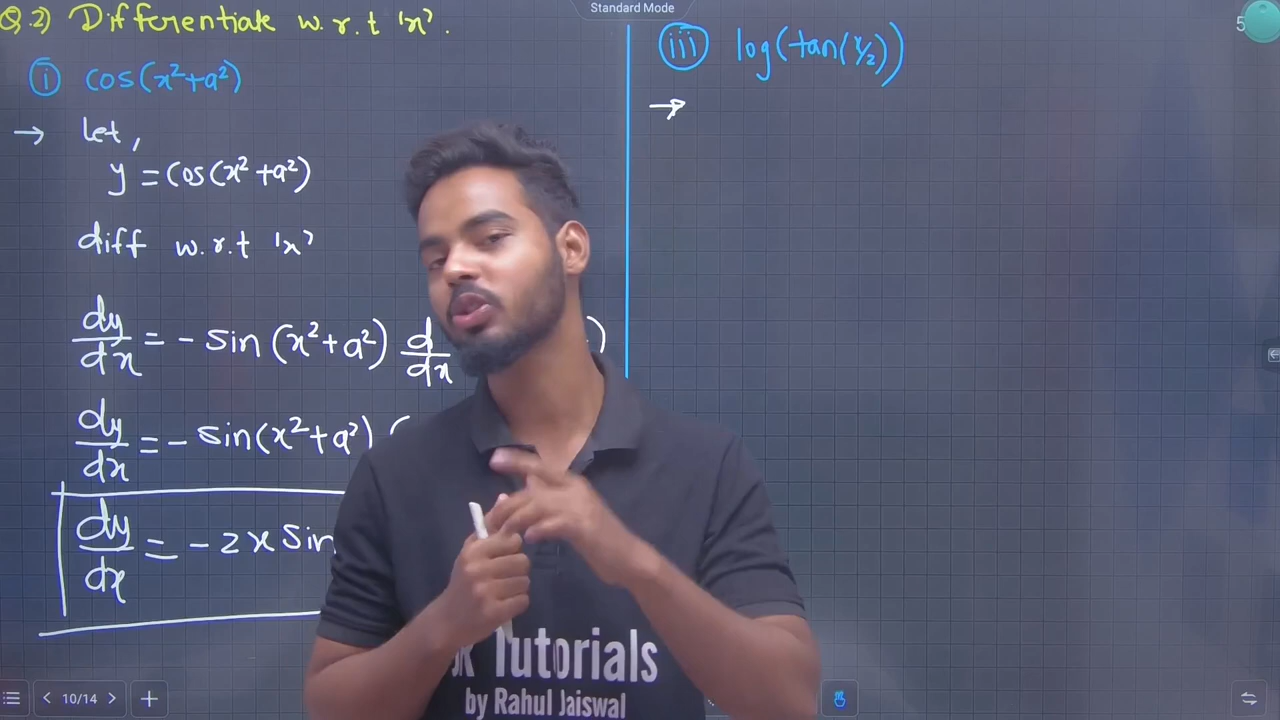 Standard Mode
5
Q.2) Differentiate w.r.t 'x'.
(i) cos(x²+a²)
→ let,
y = cos(x²+a²)
diff w.r.t 'x'
dy/dx = - sin (x²+a²) d/dx )
dy/dx = - sin(x²+a²) (
dy/dx = - 2x sin
(iii) log(tan(x/2))
→
Tutorials
by Rahul Jaiswal
10/14